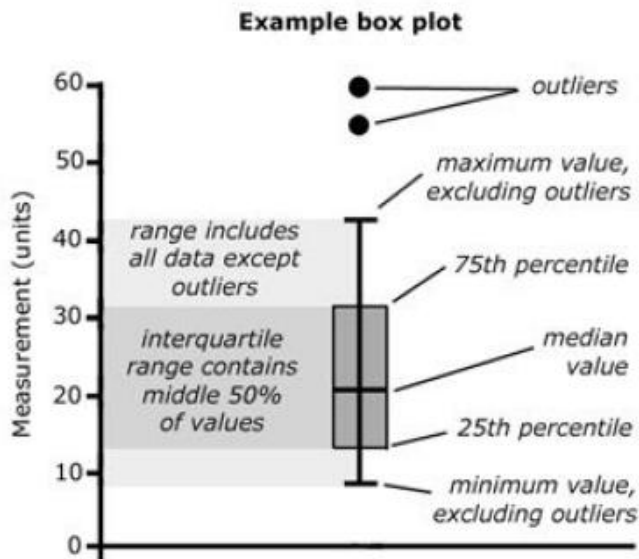 Example box plot
60
50
40
30
20
10
0
Measurement (units)
outliers
maximum value,
excluding outliers
range includes
all data except
outliers
75th percentile
interquartile
range contains
middle 50%
of values
median
value
25th percentile
minimum value,
excluding outliers